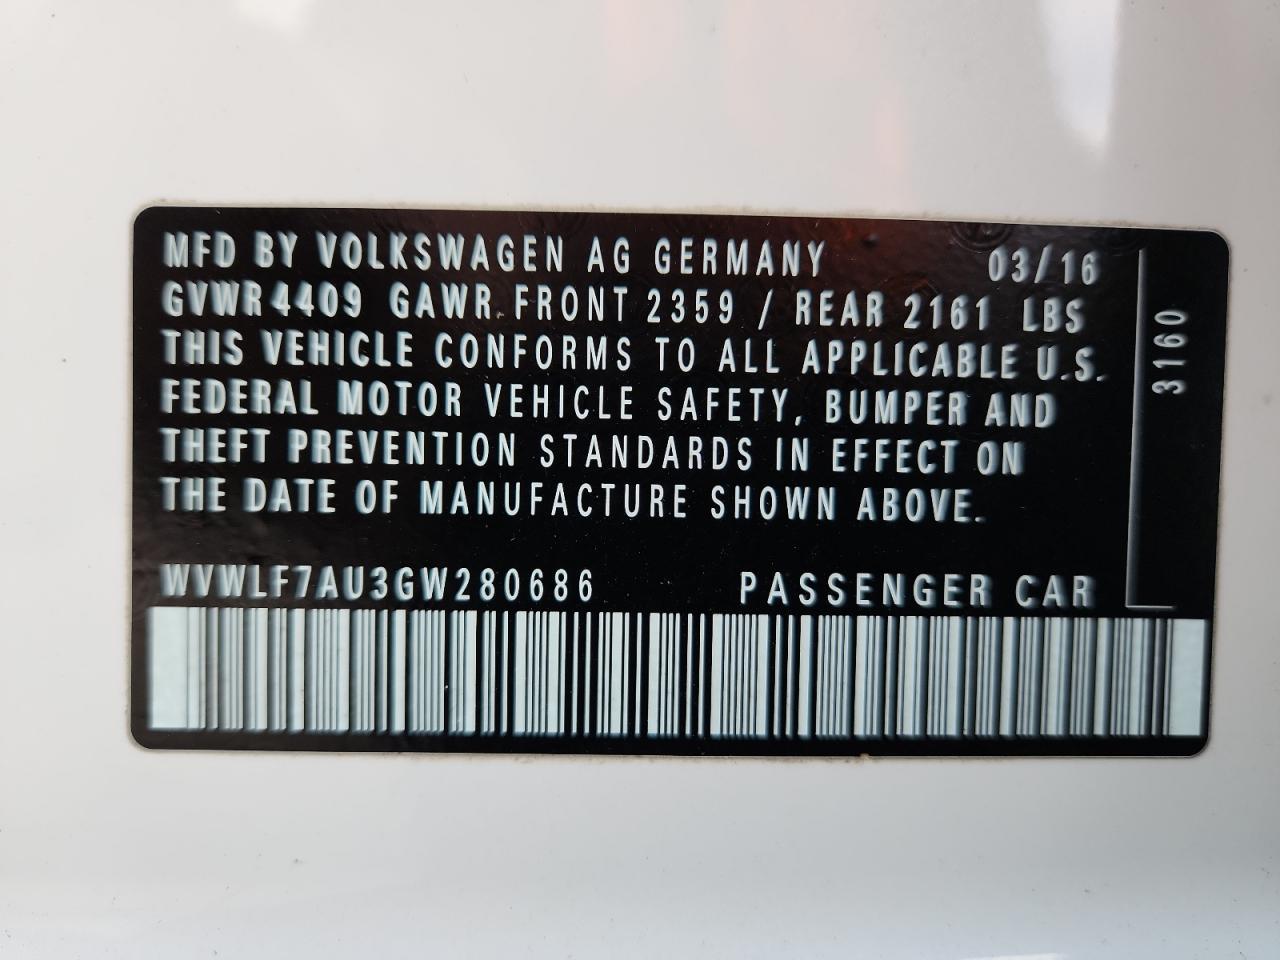 MFD BY VOLKSWAGEN AG GERMANY 03/16
GVWR 4409 GAWR FRONT 2359 / REAR 2161 LBS
THIS VEHICLE CONFORMS TO ALL APPLICABLE U.S.
FEDERAL MOTOR VEHICLE SAFETY, BUMPER AND
THEFT PREVENTION STANDARDS IN EFFECT ON
THE DATE OF MANUFACTURE SHOWN ABOVE.
WVWLF7AU3GW280686 PASSENGER CAR
3160